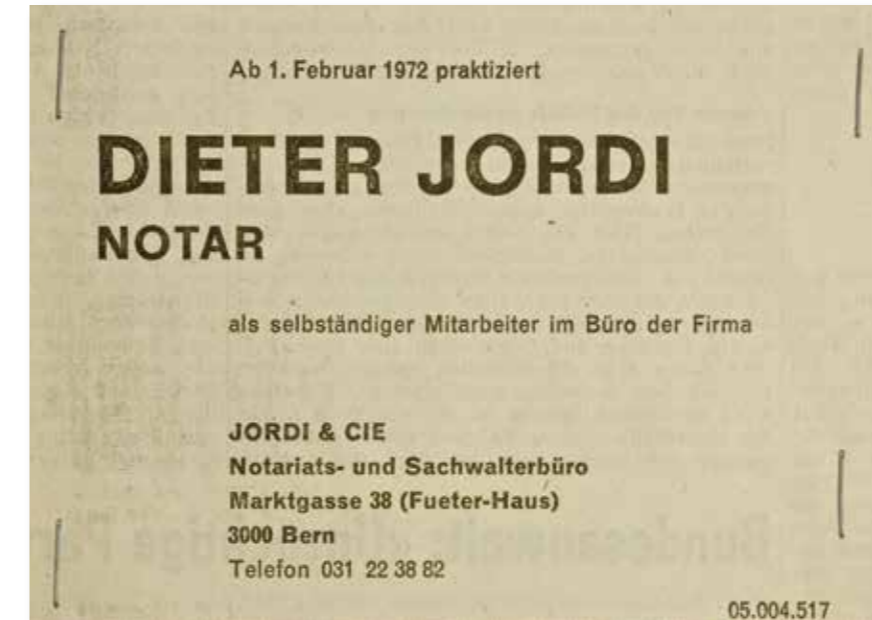 Ab 1. Februar 1972 praktiziert
DIETER JORDI
NOTAR
als selbständiger Mitarbeiter im Büro der Firma
JORDI & CIE
Notariats- und Sachwalterbüro
Marktgasse 38 (Fueter-Haus)
3000 Bern
Telefon 031 22 38 82
05.004.517